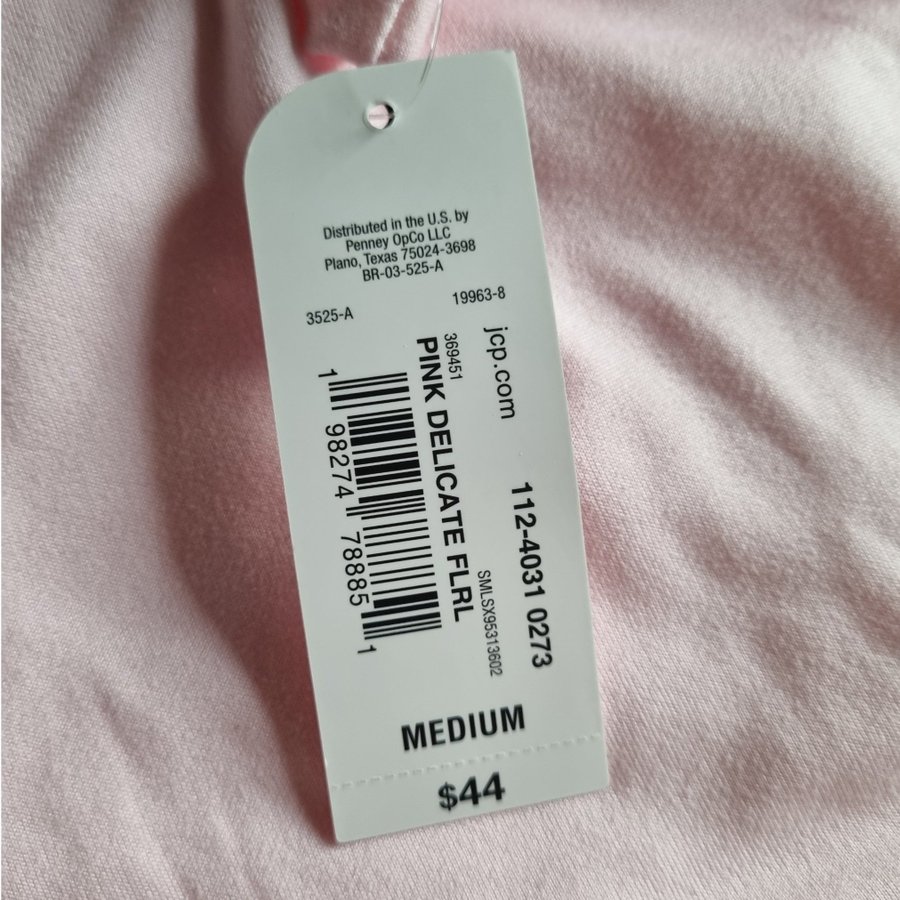 Distributed in the U.S. by
Penney OpCo LLC
Plano, Texas 75024-3698
BR-03-525-A
3525-A
19963-8
jcp.com
369451
PINK DELICATE FLRL
1 98274 78885 1
112-4031 0273
SMLSX95313602
MEDIUM
$44